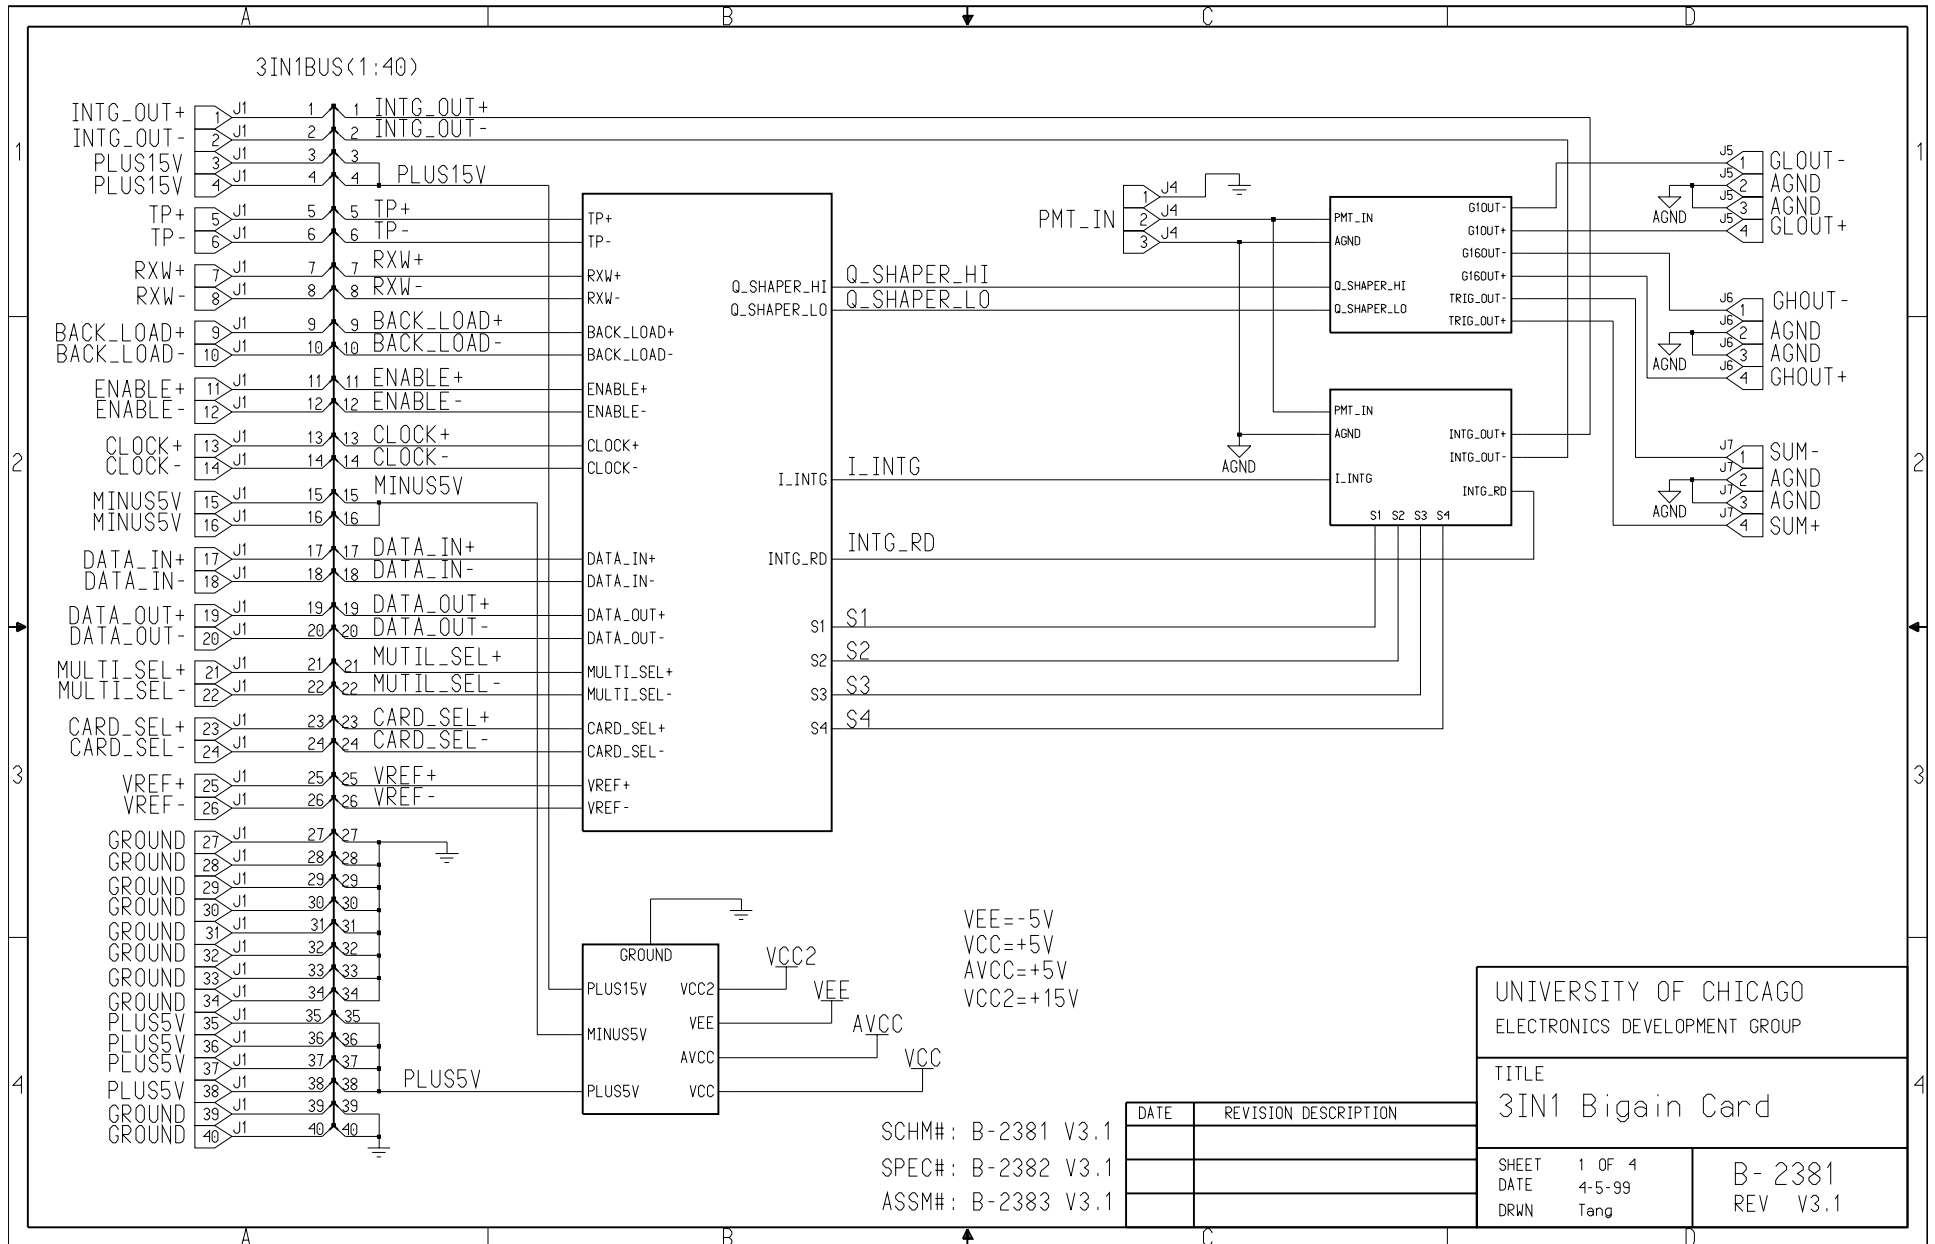 A B C D
3IN1BUS(1:40)
1 1
2 2
3 3
4 4
INTG_OUT+ 1 J1 1 1 INTG_OUT+
INTG_OUT- 2 J1 2 2 INTG_OUT-
PLUS15V 3 J1 3 3
PLUS15V 4 J1 4 4 PLUS15V
TP+ 5 J1 5 5 TP+
TP- 6 J1 6 6 TP-
RXW+ 7 J1 7 7 RXW+
RXW- 8 J1 8 8 RXW-
BACK_LOAD+ 9 J1 9 9 BACK_LOAD+
BACK_LOAD- 10 J1 10 10 BACK_LOAD-
ENABLE+ 11 J1 11 11 ENABLE+
ENABLE- 12 J1 12 12 ENABLE-
CLOCK+ 13 J1 13 13 CLOCK+
CLOCK- 14 J1 14 14 CLOCK-
MINUS5V 15 J1 15 15 MINUS5V
MINUS5V 16 J1 16 16
DATA_IN+ 17 J1 17 17 DATA_IN+
DATA_IN- 18 J1 18 18 DATA_IN-
DATA_OUT+ 19 J1 19 19 DATA_OUT+
DATA_OUT- 20 J1 20 20 DATA_OUT-
MULTI_SEL+ 21 J1 21 21 MUTIL_SEL+
MULTI_SEL- 22 J1 22 22 MUTIL_SEL-
CARD_SEL+ 23 J1 23 23 CARD_SEL+
CARD_SEL- 24 J1 24 24 CARD_SEL-
VREF+ 25 J1 25 25 VREF+
VREF- 26 J1 26 26 VREF-
GROUND 27 J1 27 27
GROUND 28 J1 28 28
GROUND 29 J1 29 29
GROUND 30 J1 30 30
GROUND 31 J1 31 31
GROUND 32 J1 32 32
GROUND 33 J1 33 33
GROUND 34 J1 34 34
PLUS5V 35 J1 35 35
PLUS5V 36 J1 36 36
PLUS5V 37 J1 37 37
PLUS5V 38 J1 38 38 PLUS5V
GROUND 39 J1 39 39
GROUND 40 J1 40 40
TP+
TP-
RXW+
RXW-
BACK_LOAD+
BACK_LOAD-
ENABLE+
ENABLE-
CLOCK+
CLOCK-
DATA_IN+
DATA_IN-
DATA_OUT+
DATA_OUT-
MULTI_SEL+
MULTI_SEL-
CARD_SEL+
CARD_SEL-
VREF+
VREF-
Q_SHAPER_HI Q_SHAPER_HI
Q_SHAPER_LO Q_SHAPER_LO
I_INTG I_INTG
INTG_RD INTG_RD
S1 S1
S2 S2
S3 S3
S4 S4
PMT_IN
1 J4
2 J4
3 J4
AGND
PMT_IN
AGND
Q_SHAPER_HI
Q_SHAPER_LO
G1OUT-
G1OUT+
G16OUT-
G16OUT+
TRIG_OUT-
TRIG_OUT+
PMT_IN
AGND
I_INTG
INTG_OUT+
INTG_OUT-
INTG_RD
S1 S2 S3 S4
J5 1 GLOUT-
J5 2 AGND
J5 3 AGND
J5 4 GLOUT+
AGND
J6 1 GHOUT-
J6 2 AGND
J6 3 AGND
J6 4 GHOUT+
AGND
J7 1 SUM-
J7 2 AGND
J7 3 AGND
J7 4 SUM+
AGND
GROUND
PLUS15V
MINUS5V
PLUS5V
VCC2
VEE
AVCC
VCC
VCC2
VEE
AVCC
VCC
VEE=-5V
VCC=+5V
AVCC=+5V
VCC2=+15V
SCHM#: B-2381 V3.1
SPEC#: B-2382 V3.1
ASSM#: B-2383 V3.1
DATE REVISION DESCRIPTION
UNIVERSITY OF CHICAGO
ELECTRONICS DEVELOPMENT GROUP
TITLE
3IN1 Bigain Card
SHEET 1 OF 4
DATE 4-5-99
DRWN Tang
B-2381
REV V3.1
A B C D